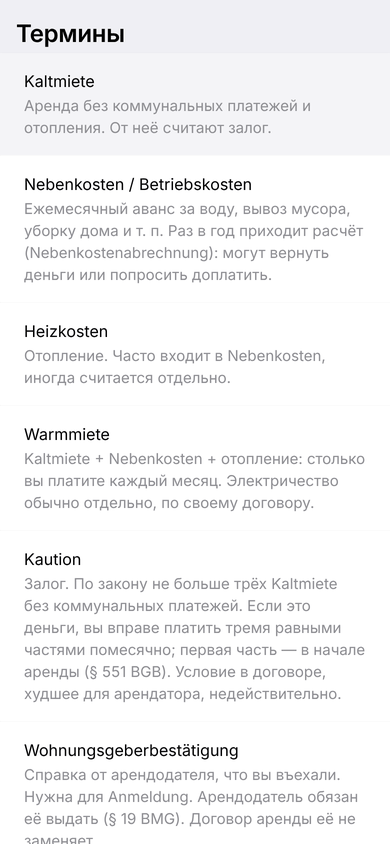 Термины
Kaltmiete
Аренда без коммунальных платежей и
отопления. От неё считают залог.
Nebenkosten / Betriebskosten
Ежемесячный аванс за воду, вывоз мусора,
уборку дома и т. п. Раз в год приходит расчёт
(Nebenkostenabrechnung): могут вернуть
деньги или попросить доплатить.
Heizkosten
Отопление. Часто входит в Nebenkosten,
иногда считается отдельно.
Warmmiete
Kaltmiete + Nebenkosten + отопление: столько
вы платите каждый месяц. Электричество
обычно отдельно, по своему договору.
Kaution
Залог. По закону не больше трёх Kaltmiete
без коммунальных платежей. Если это
деньги, вы вправе платить тремя равными
частями помесячно; первая часть — в начале
аренды (§ 551 BGB). Условие в договоре,
худшее для арендатора, недействительно.
Wohnungsgeberbestätigung
Справка от арендодателя, что вы въехали.
Нужна для Anmeldung. Арендодатель обязан
её выдать (§ 19 BMG). Договор аренды её не
заменяет.